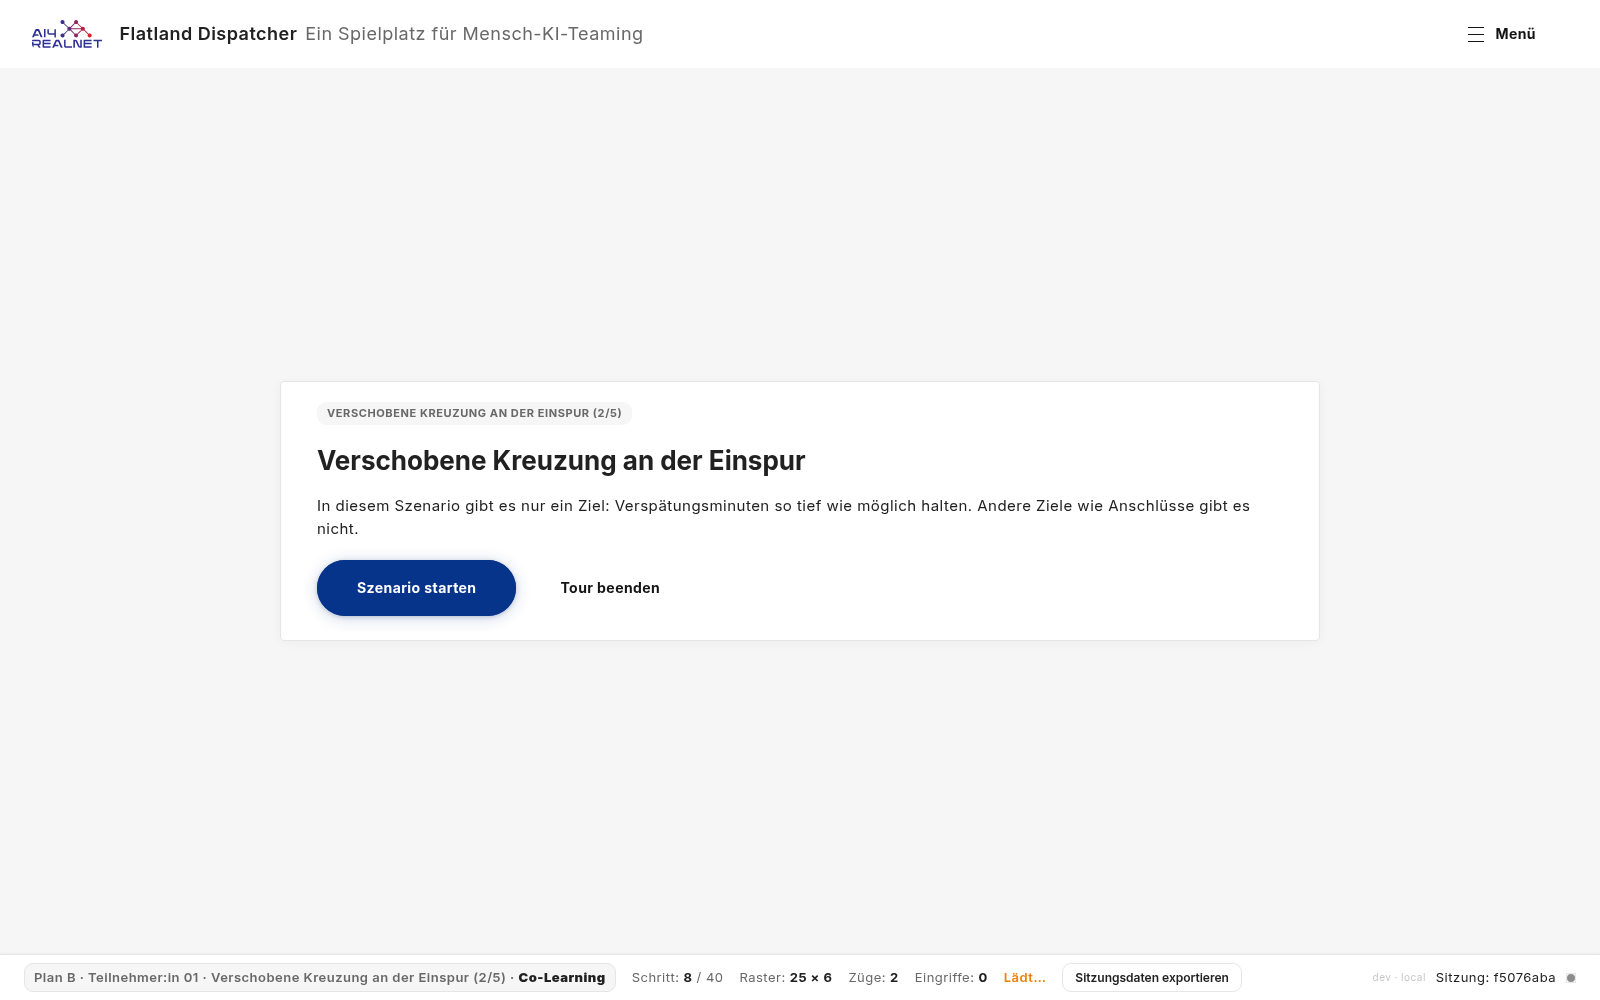 AI4
REALNET
Flatland Dispatcher Ein Spielplatz für Mensch-KI-Teaming
Menü
VERSCHOBENE KREUZUNG AN DER EINSPUR (2/5)
Verschobene Kreuzung an der Einspur
In diesem Szenario gibt es nur ein Ziel: Verspätungsminuten so tief wie möglich halten. Andere Ziele wie Anschlüsse gibt es
nicht.
Szenario starten Tour beenden
Plan B · Teilnehmer:in 01 · Verschobene Kreuzung an der Einspur (2/5) · Co-Learning Schritt: 8 / 40 Raster: 25 × 6 Züge: 2 Eingriffe: 0 Lädt... Sitzungsdaten exportieren dev · local Sitzung: f5076aba